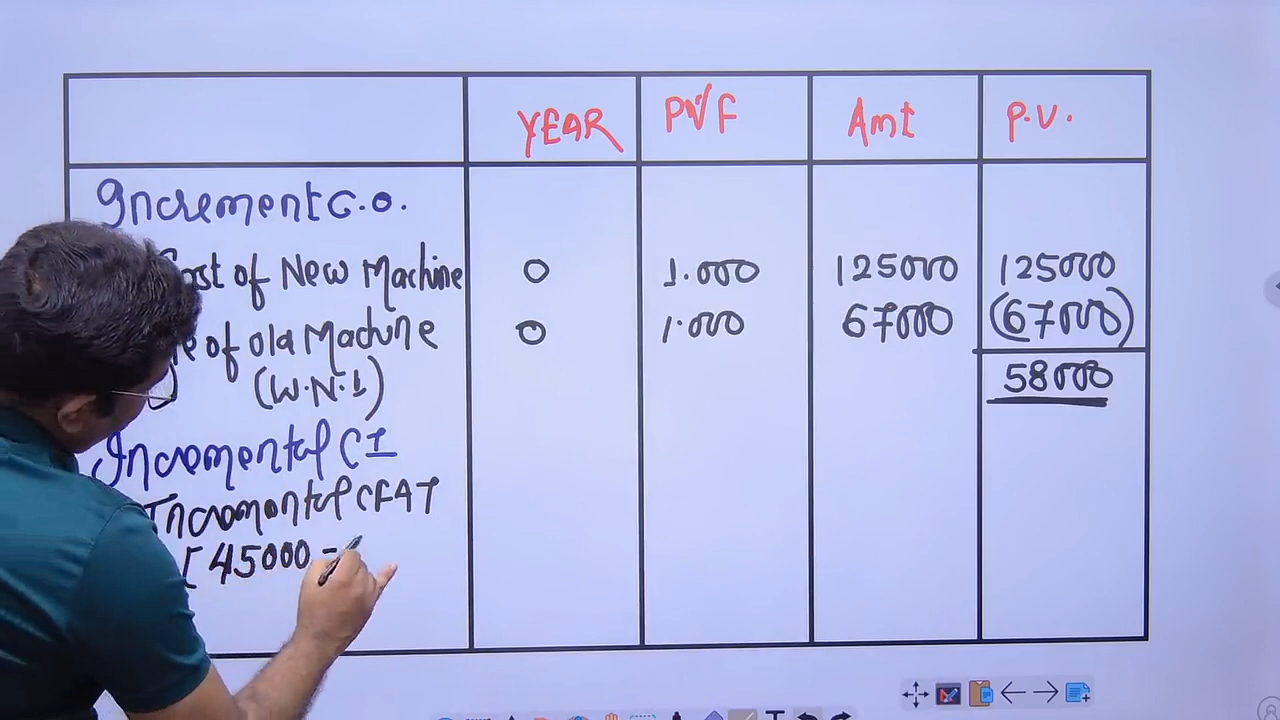 YEAR PVF Amt P.V.
Increment C.O.
Cost of New Machine 0 1.000 125000 125000
of old Machine 0 1.000 67000 (67000)
(W.N.1) 58000
Incremental CI
Incremental CFAT
[45000 -